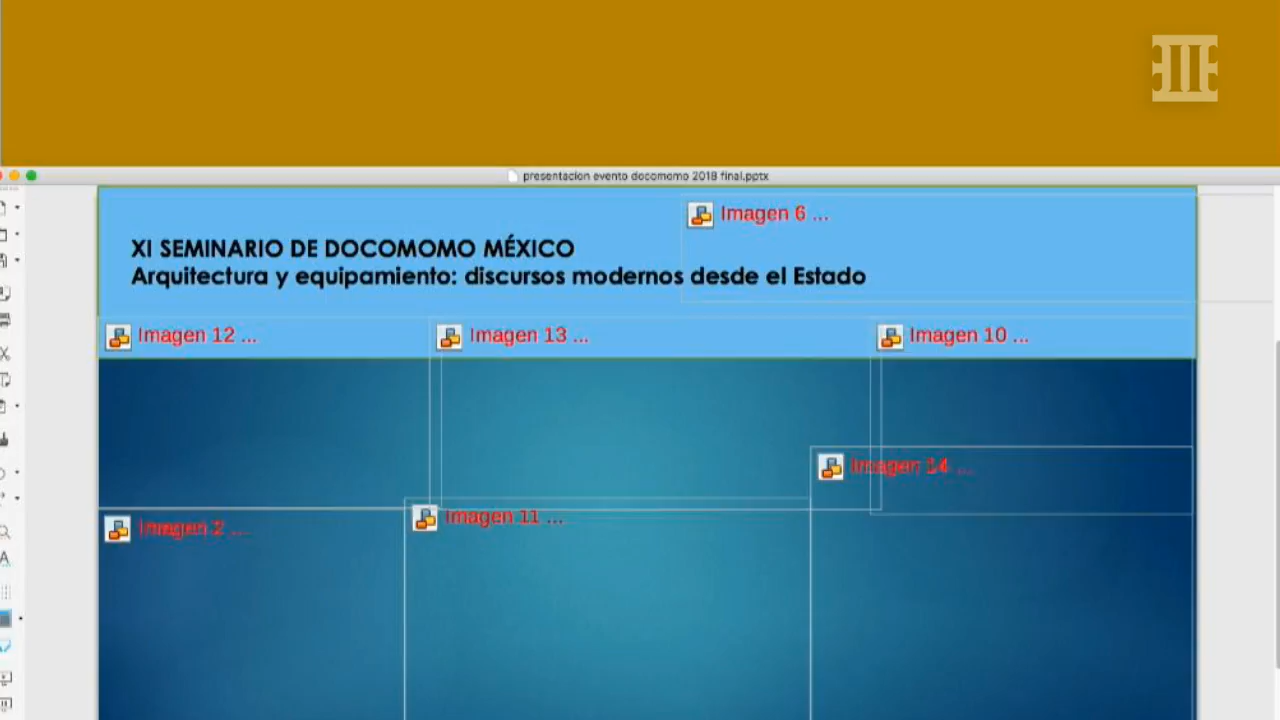 presentacion evento docomomo 2018 final.pptx
Imagen 6 ...
XI SEMINARIO DE DOCOMOMO MÉXICO
Arquitectura y equipamiento: discursos modernos desde el Estado
Imagen 12 ...
Imagen 13 ...
Imagen 10 ...
Imagen 14 ...
Imagen 2 ...
Imagen 11 ...